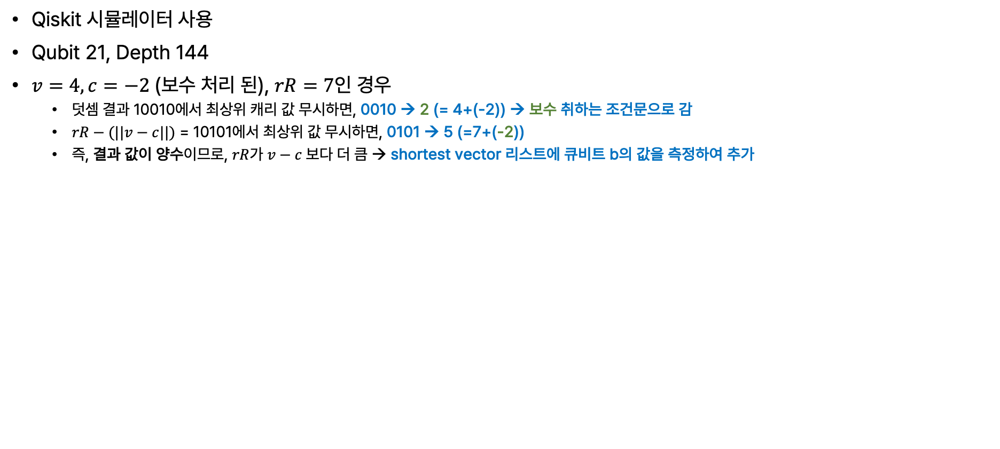 • Qiskit 시뮬레이터 사용
• Qubit 21, Depth 144
• v = 4, c = −2 (보수 처리 된), rR = 7인 경우
• 덧셈 결과 10010에서 최상위 캐리 값 무시하면, 0010 → 2 (= 4+(-2)) → 보수 취하는 조건문으로 감
• rR − (||v − c||) = 10101에서 최상위 값 무시하면, 0101 → 5 (=7+(-2))
• 즉, 결과 값이 양수이므로, rR가 v − c 보다 더 큼 → shortest vector 리스트에 큐비트 b의 값을 측정하여 추가